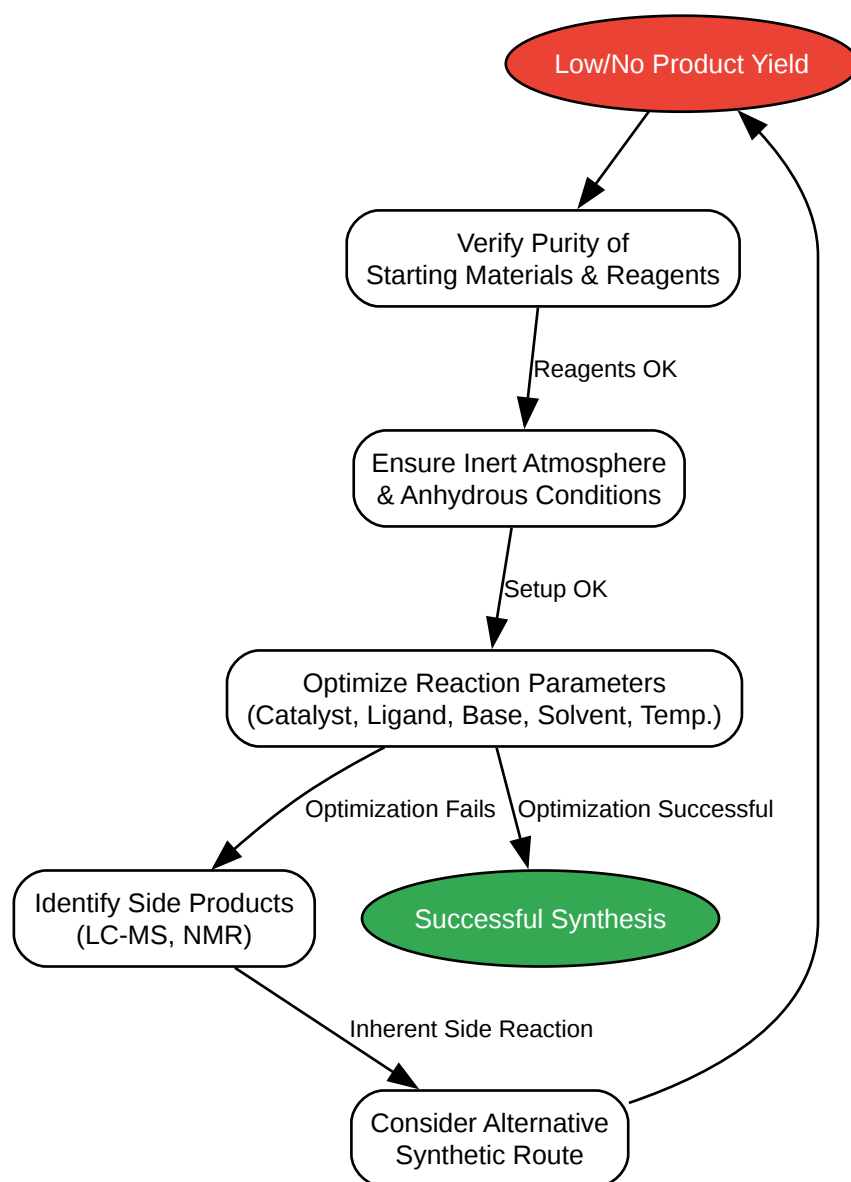 Low/No Product Yield
Verify Purity of
Starting Materials & Reagents
Reagents OK
Ensure Inert Atmosphere
& Anhydrous Conditions
Setup OK
Optimize Reaction Parameters
(Catalyst, Ligand, Base, Solvent, Temp.)
Optimization Fails
Optimization Successful
Identify Side Products
(LC-MS, NMR)
Successful Synthesis
Inherent Side Reaction
Consider Alternative
Synthetic Route